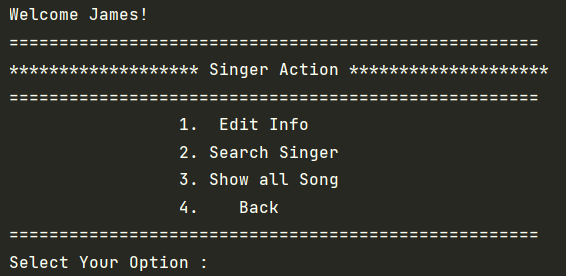 Welcome James!
=====================================================
******************* Singer Action ********************
=====================================================
1.  Edit Info
2. Search Singer
3. Show all Song
4.    Back
=====================================================
Select Your Option :